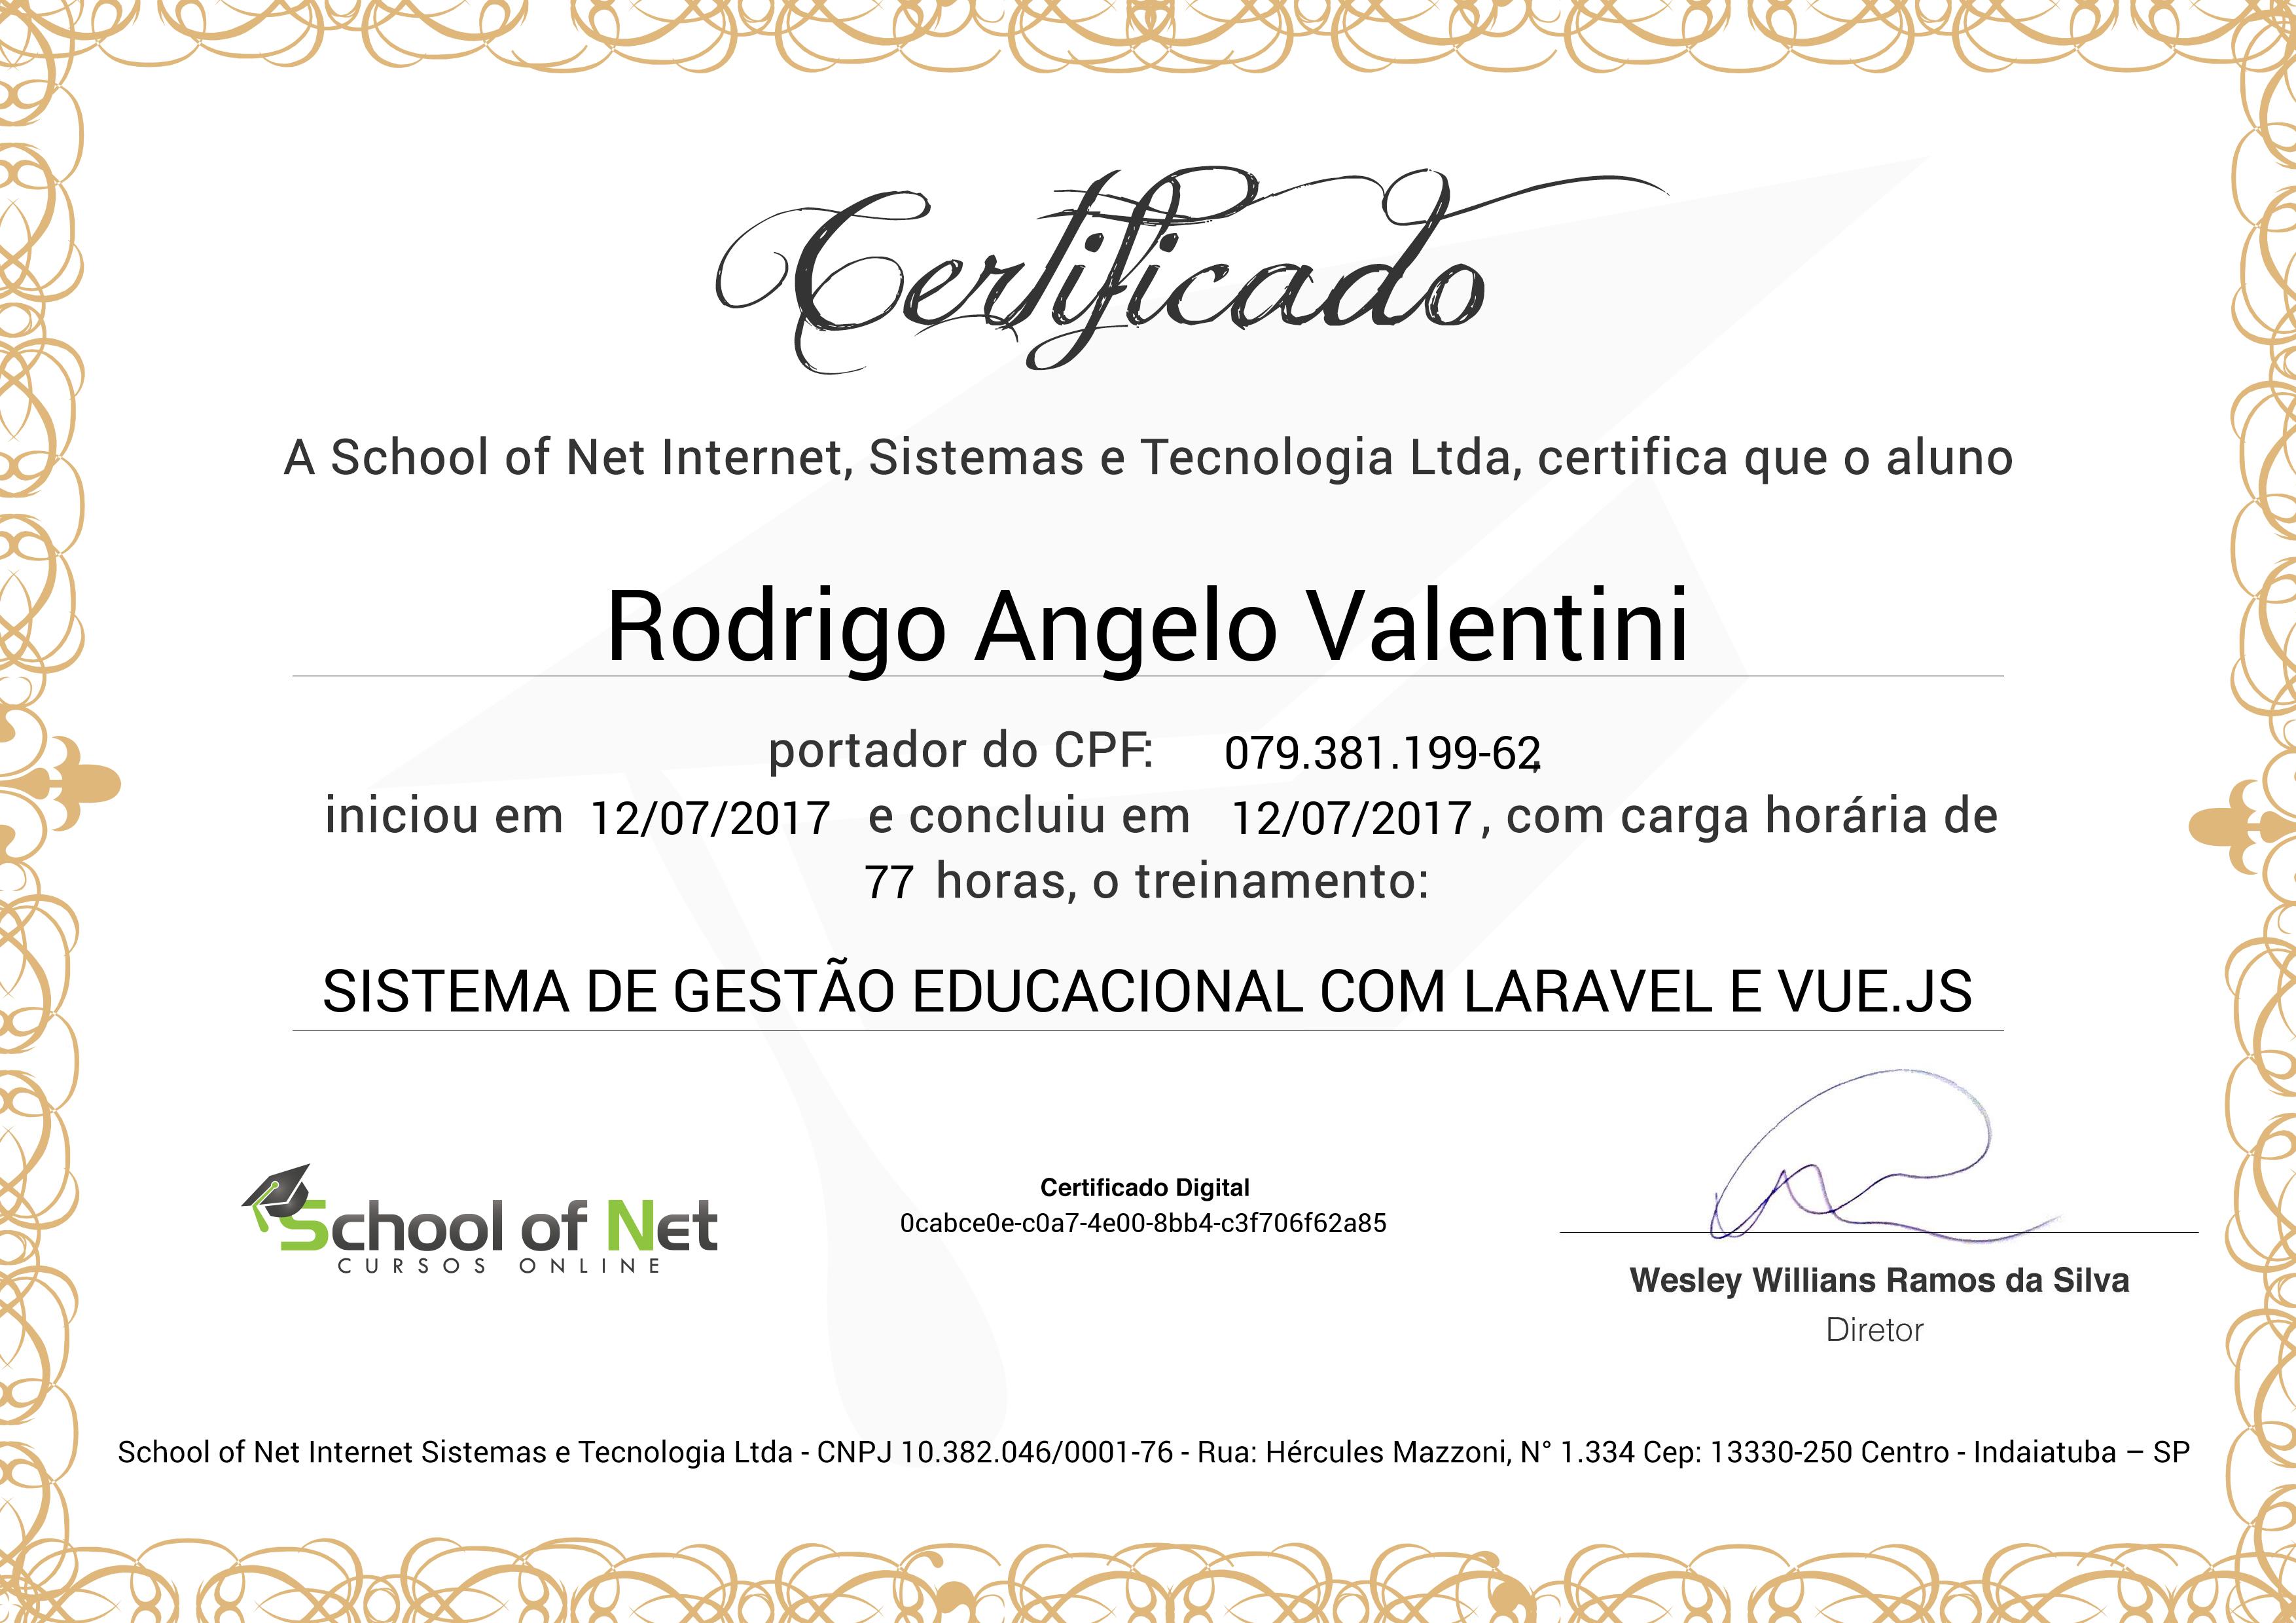 Certificado
A School of Net Internet, Sistemas e Tecnologia Ltda, certifica que o aluno
Rodrigo Angelo Valentini
portador do CPF: 079.381.199-62,
iniciou em 12/07/2017 e concluiu em 12/07/2017, com carga horária de
77 horas, o treinamento:
SISTEMA DE GESTÃO EDUCACIONAL COM LARAVEL E VUE.JS
School of Net
CURSOS ONLINE
Certificado Digital
0cabce0e-c0a7-4e00-8bb4-c3f706f62a85
Wesley Willians Ramos da Silva
Diretor
School of Net Internet Sistemas e Tecnologia Ltda - CNPJ 10.382.046/0001-76 - Rua: Hércules Mazzoni, N° 1.334 Cep: 13330-250 Centro - Indaiatuba – SP